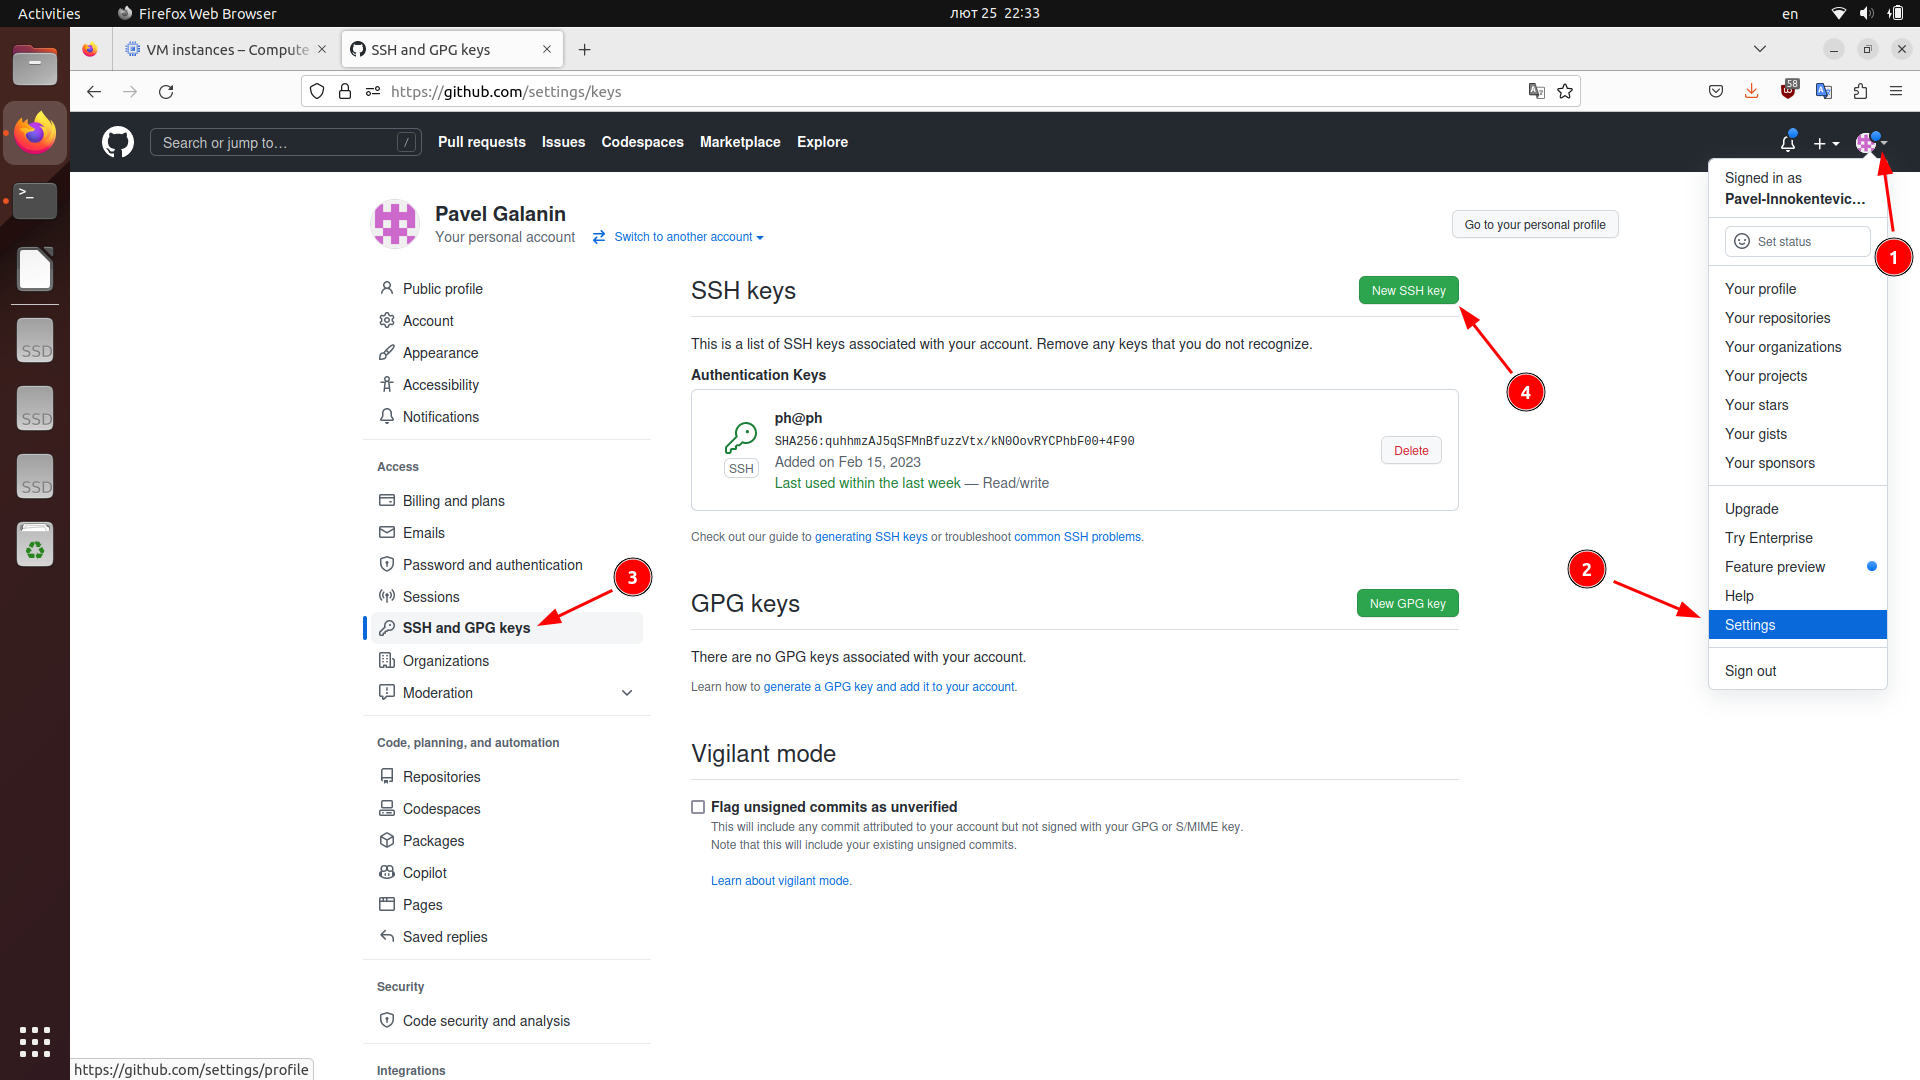 Activities
Firefox Web Browser
лют 25 22:33
en
VM instances – Compute
SSH and GPG keys
https://github.com/settings/keys
58
Search or jump to…
/
Pull requests
Issues
Codespaces
Marketplace
Explore
Pavel Galanin
Your personal account
Switch to another account
Go to your personal profile
Public profile
Account
Appearance
Accessibility
Notifications
Access
Billing and plans
Emails
Password and authentication
Sessions
SSH and GPG keys
Organizations
Moderation
Code, planning, and automation
Repositories
Codespaces
Packages
Copilot
Pages
Saved replies
Security
Code security and analysis
Integrations
SSH keys
New SSH key
This is a list of SSH keys associated with your account. Remove any keys that you do not recognize.
Authentication Keys
ph@ph
SHA256:quhhmzAJ5qSFMnBfuzzVtx/kN0OovRYCPhbF00+4F90
Added on Feb 15, 2023
Last used within the last week — Read/write
SSH
Delete
Check out our guide to generating SSH keys or troubleshoot common SSH problems.
GPG keys
New GPG key
There are no GPG keys associated with your account.
Learn how to generate a GPG key and add it to your account.
Vigilant mode
Flag unsigned commits as unverified
This will include any commit attributed to your account but not signed with your GPG or S/MIME key.
Note that this will include your existing unsigned commits.
Learn about vigilant mode.
Signed in as
Pavel-Innokentevic…
Set status
Your profile
Your repositories
Your organizations
Your projects
Your stars
Your gists
Your sponsors
Upgrade
Try Enterprise
Feature preview
Help
Settings
Sign out
1
2
3
4
SSD
SSD
SSD
https://github.com/settings/profile